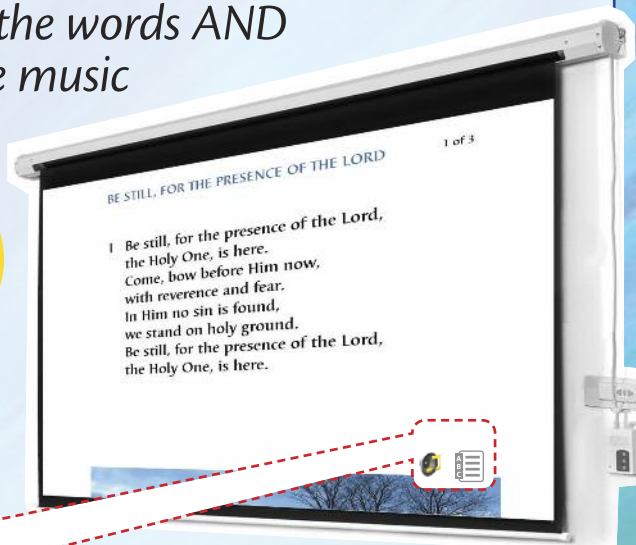 the words AND
e music
1 of 3
BE STILL, FOR THE PRESENCE OF THE LORD
1 Be still, for the presence of the Lord,
the Holy One, is here.
Come, bow before Him now,
with reverence and fear.
In Him no sin is found,
we stand on holy ground.
Be still, for the presence of the Lord,
the Holy One, is here.
A
B
C